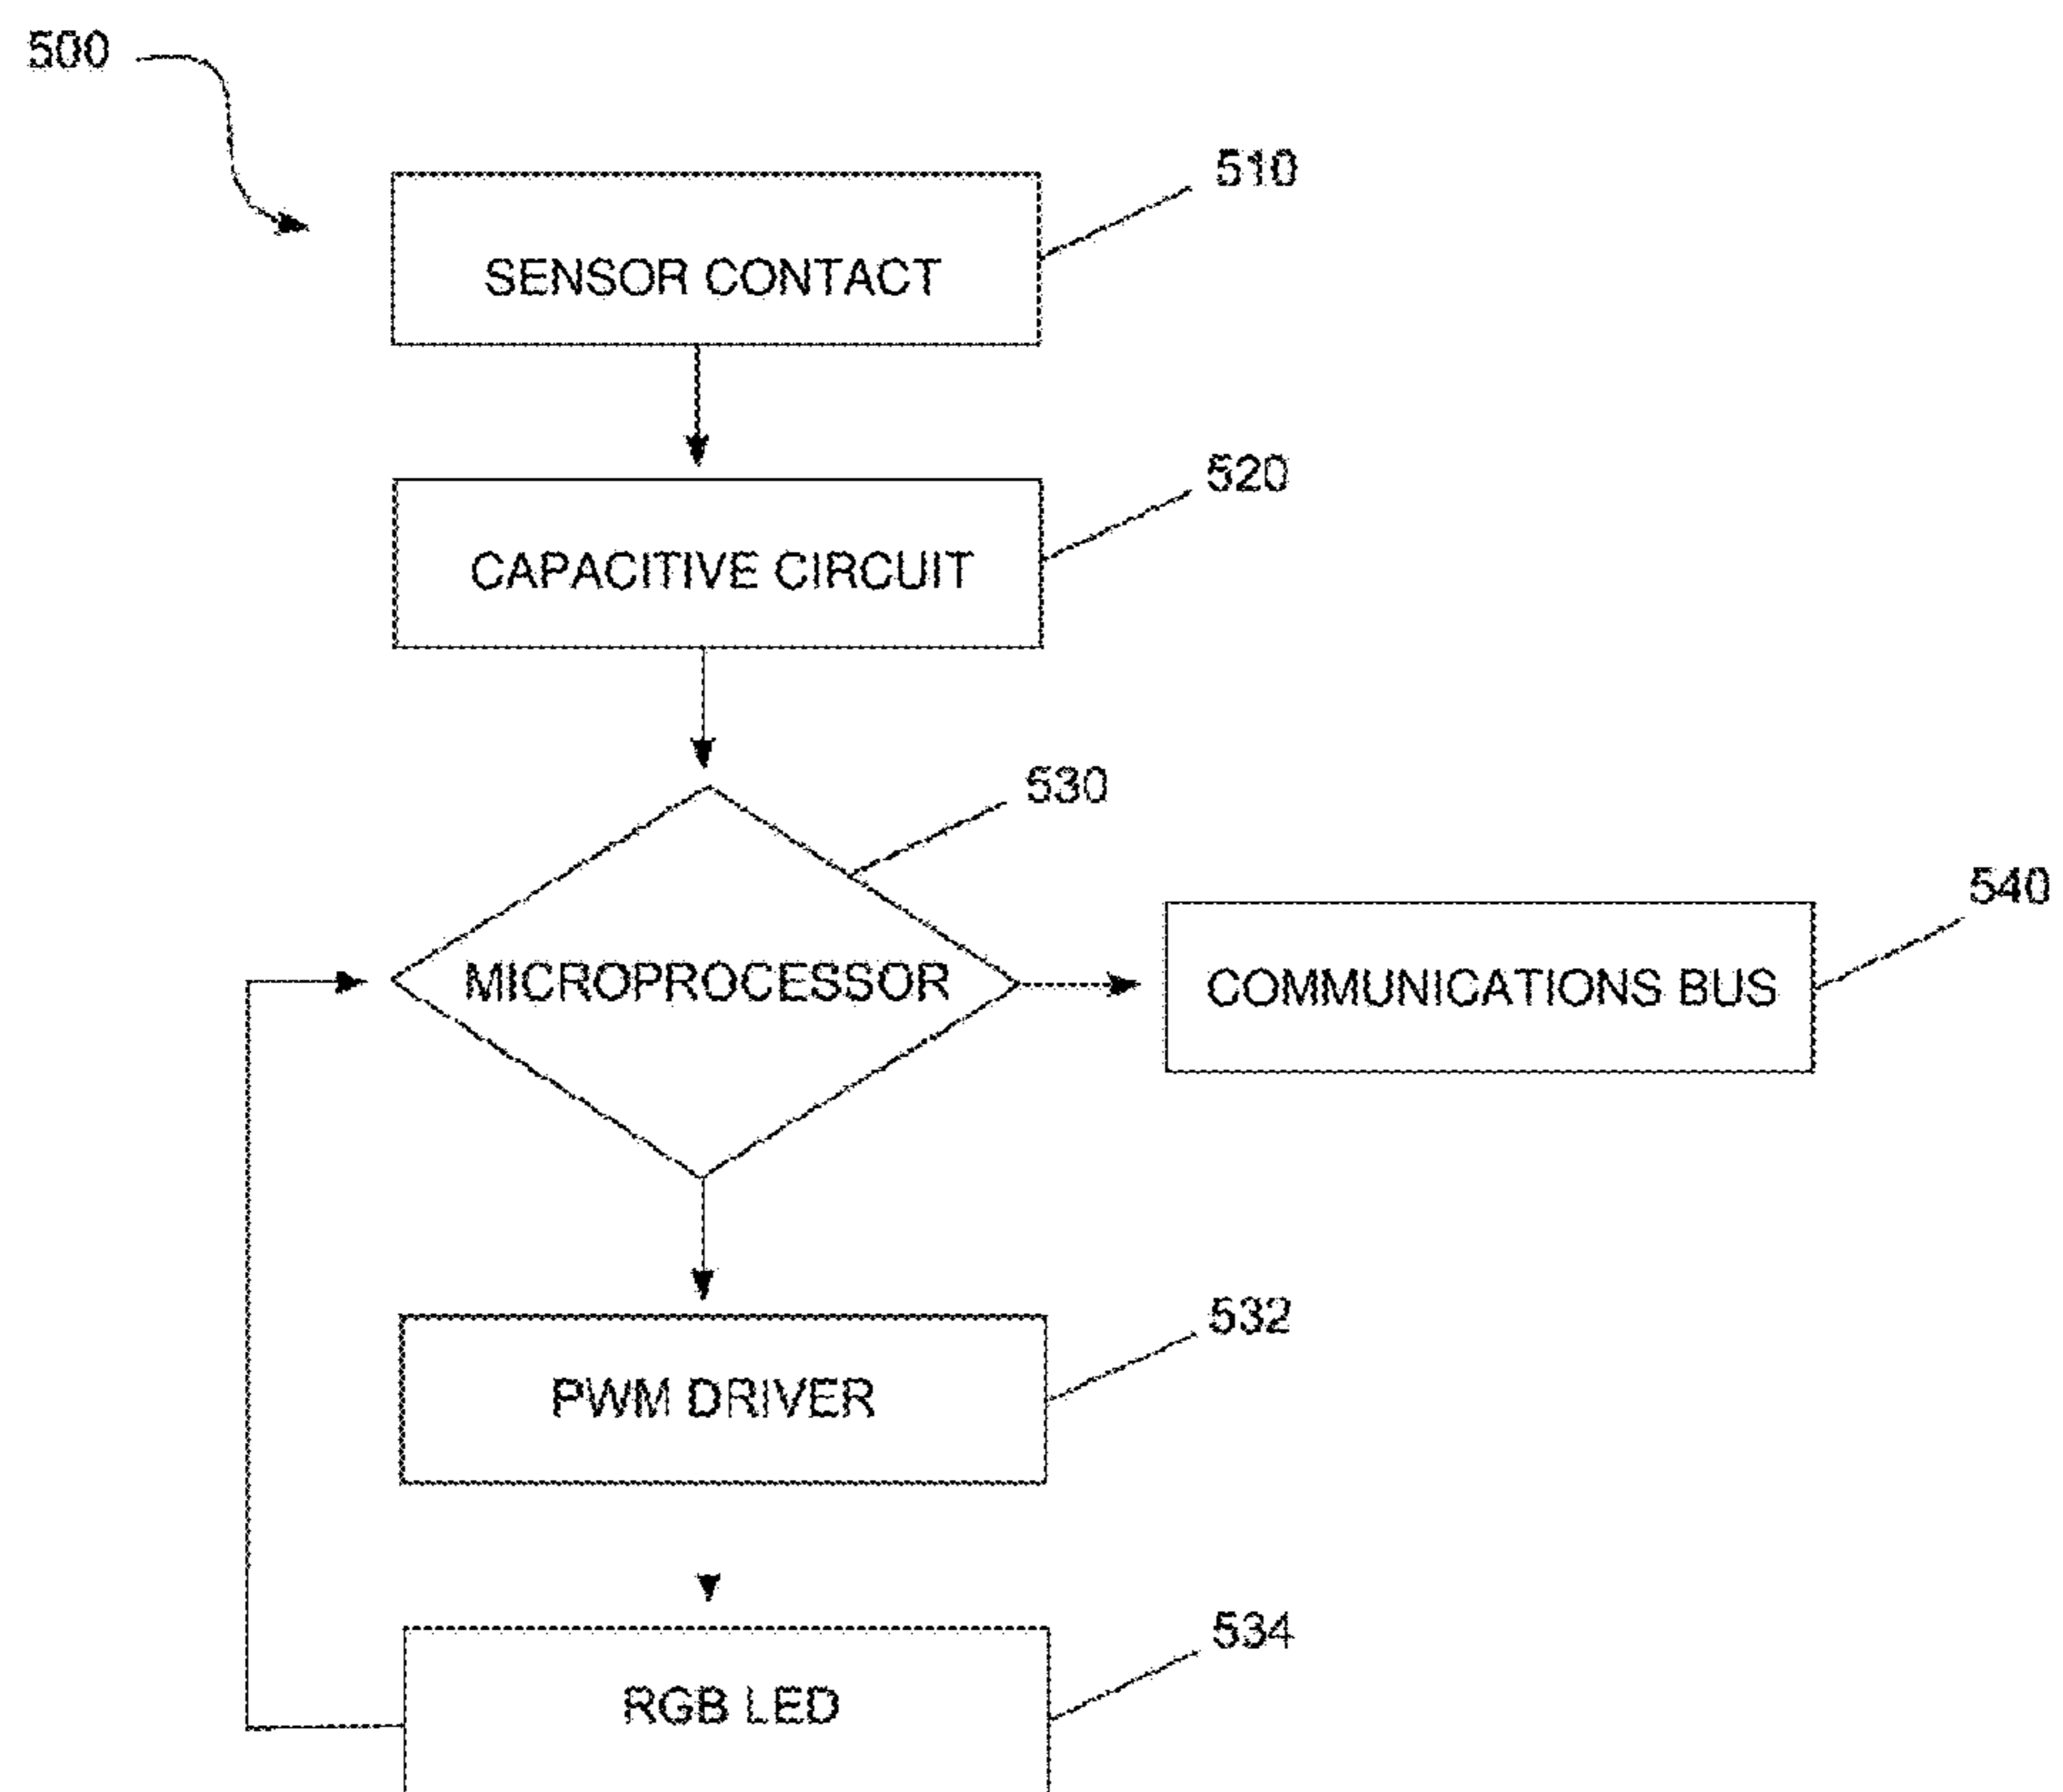 500
510
SENSOR CONTACT
520
CAPACITIVE CIRCUIT
530
MICROPROCESSOR
540
COMMUNICATIONS BUS
532
PWM DRIVER
534
RGB LED